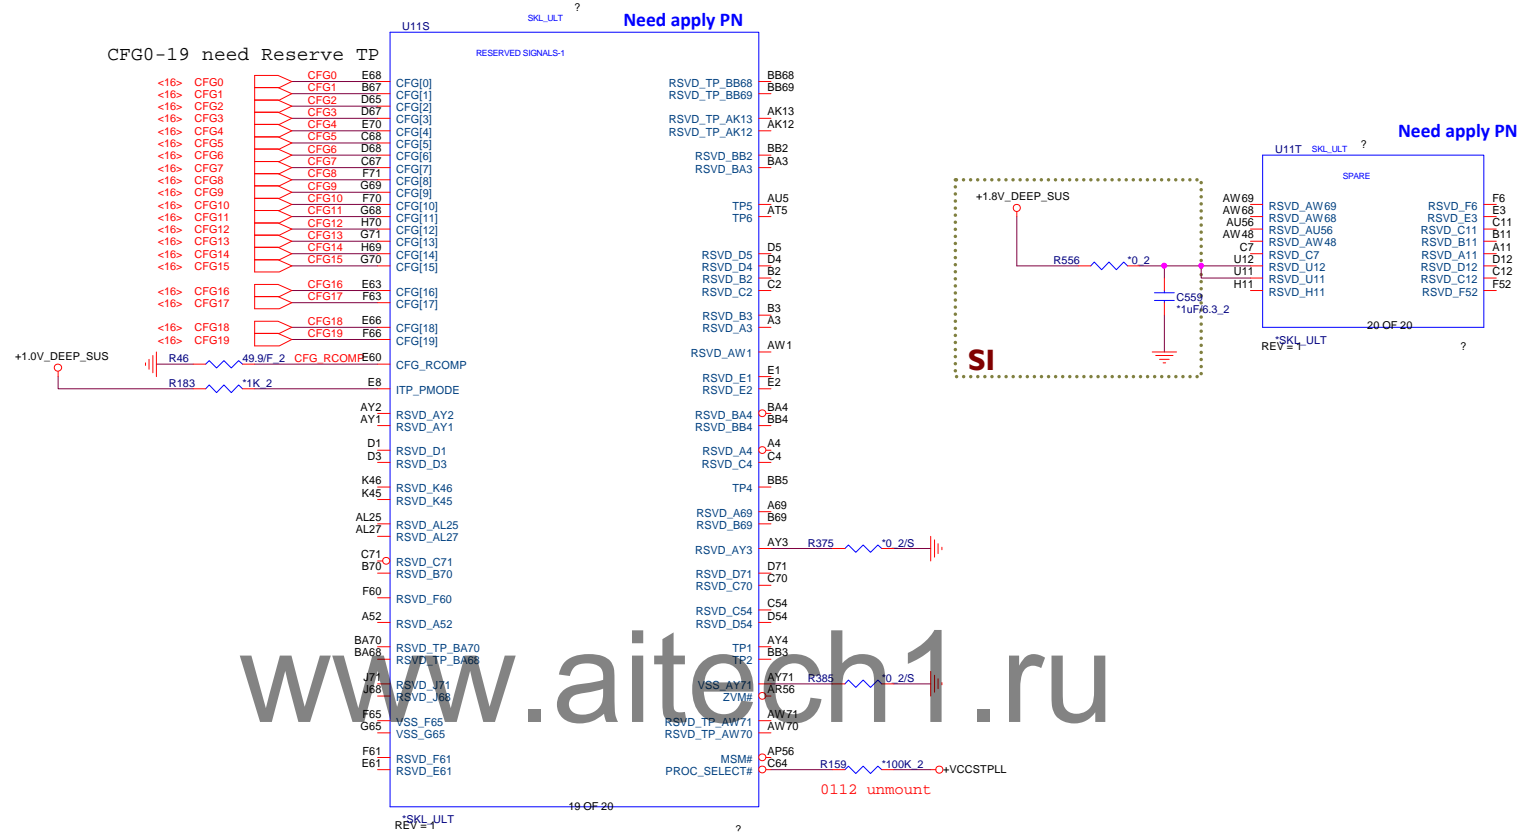 ?
SKL_ULT
Need apply PN
U11S
CFG0-19 need Reserve TP
RESERVED SIGNALS-1
<16> CFG0 CFG0 E68 CFG[0]
<16> CFG1 CFG1 B67 CFG[1]
<16> CFG2 CFG2 D65 CFG[2]
<16> CFG3 CFG3 D67 CFG[3]
<16> CFG4 CFG4 E70 CFG[4]
<16> CFG5 CFG5 C68 CFG[5]
<16> CFG6 CFG6 D68 CFG[6]
<16> CFG7 CFG7 C67 CFG[7]
<16> CFG8 CFG8 F71 CFG[8]
<16> CFG9 CFG9 G69 CFG[9]
<16> CFG10 CFG10 F70 CFG[10]
<16> CFG11 CFG11 G68 CFG[11]
<16> CFG12 CFG12 H70 CFG[12]
<16> CFG13 CFG13 G71 CFG[13]
<16> CFG14 CFG14 H69 CFG[14]
<16> CFG15 CFG15 G70 CFG[15]
<16> CFG16 CFG16 E63 CFG[16]
<16> CFG17 CFG17 F63 CFG[17]
<16> CFG18 CFG18 E66 CFG[18]
<16> CFG19 CFG19 F66 CFG[19]
+1.0V_DEEP_SUS
R46 49.9/F_2 CFG_RCOMP E60 CFG_RCOMP
R183 *1K_2 E8 ITP_PMODE
AY2 RSVD_AY2
AY1 RSVD_AY1
D1 RSVD_D1
D3 RSVD_D3
K46 RSVD_K46
K45 RSVD_K45
AL25 RSVD_AL25
AL27 RSVD_AL27
C71 RSVD_C71
B70 RSVD_B70
F60 RSVD_F60
A52 RSVD_A52
BA70 RSVD_TP_BA70
BA68 RSVD_TP_BA68
J71 RSVD_J71
J68 RSVD_J68
F65 VSS_F65
G65 VSS_G65
F61 RSVD_F61
E61 RSVD_E61
RSVD_TP_BB68 BB68
RSVD_TP_BB69 BB69
RSVD_TP_AK13 AK13
RSVD_TP_AK12 AK12
RSVD_BB2 BB2
RSVD_BA3 BA3
TP5 AU5
TP6 AT5
RSVD_D5 D5
RSVD_D4 D4
RSVD_B2 B2
RSVD_C2 C2
RSVD_B3 B3
RSVD_A3 A3
RSVD_AW1 AW1
RSVD_E1 E1
RSVD_E2 E2
RSVD_BA4 BA4
RSVD_BB4 BB4
RSVD_A4 A4
RSVD_C4 C4
TP4 BB5
RSVD_A69 A69
RSVD_B69 B69
RSVD_AY3 AY3 R375 *0_2/S
RSVD_D71 D71
RSVD_C70 C70
RSVD_C54 C54
RSVD_D54 D54
TP1 AY4
TP2 BB3
VSS_AY71 AY71 R385 *0_2/S
ZVM# AR56
RSVD_TP_AW71 AW71
RSVD_TP_AW70 AW70
MSM# AP56
PROC_SELECT# C64 R159 *100K_2 +VCCSTPLL
0112 unmount
19 OF 20
*SKL_ULT
REV = 1
?
www.aitech1.ru
Need apply PN
U11T SKL_ULT ?
SPARE
+1.8V_DEEP_SUS
R556 *0_2
C559
*1uF/6.3_2
SI
AW69 RSVD_AW69
AW68 RSVD_AW68
AU56 RSVD_AU56
AW48 RSVD_AW48
C7 RSVD_C7
U12 RSVD_U12
U11 RSVD_U11
H11 RSVD_H11
RSVD_F6 F6
RSVD_E3 E3
RSVD_C11 C11
RSVD_B11 B11
RSVD_A11 A11
RSVD_D12 D12
RSVD_C12 C12
RSVD_F52 F52
20 OF 20
*SKL_ULT
REV = 1
?